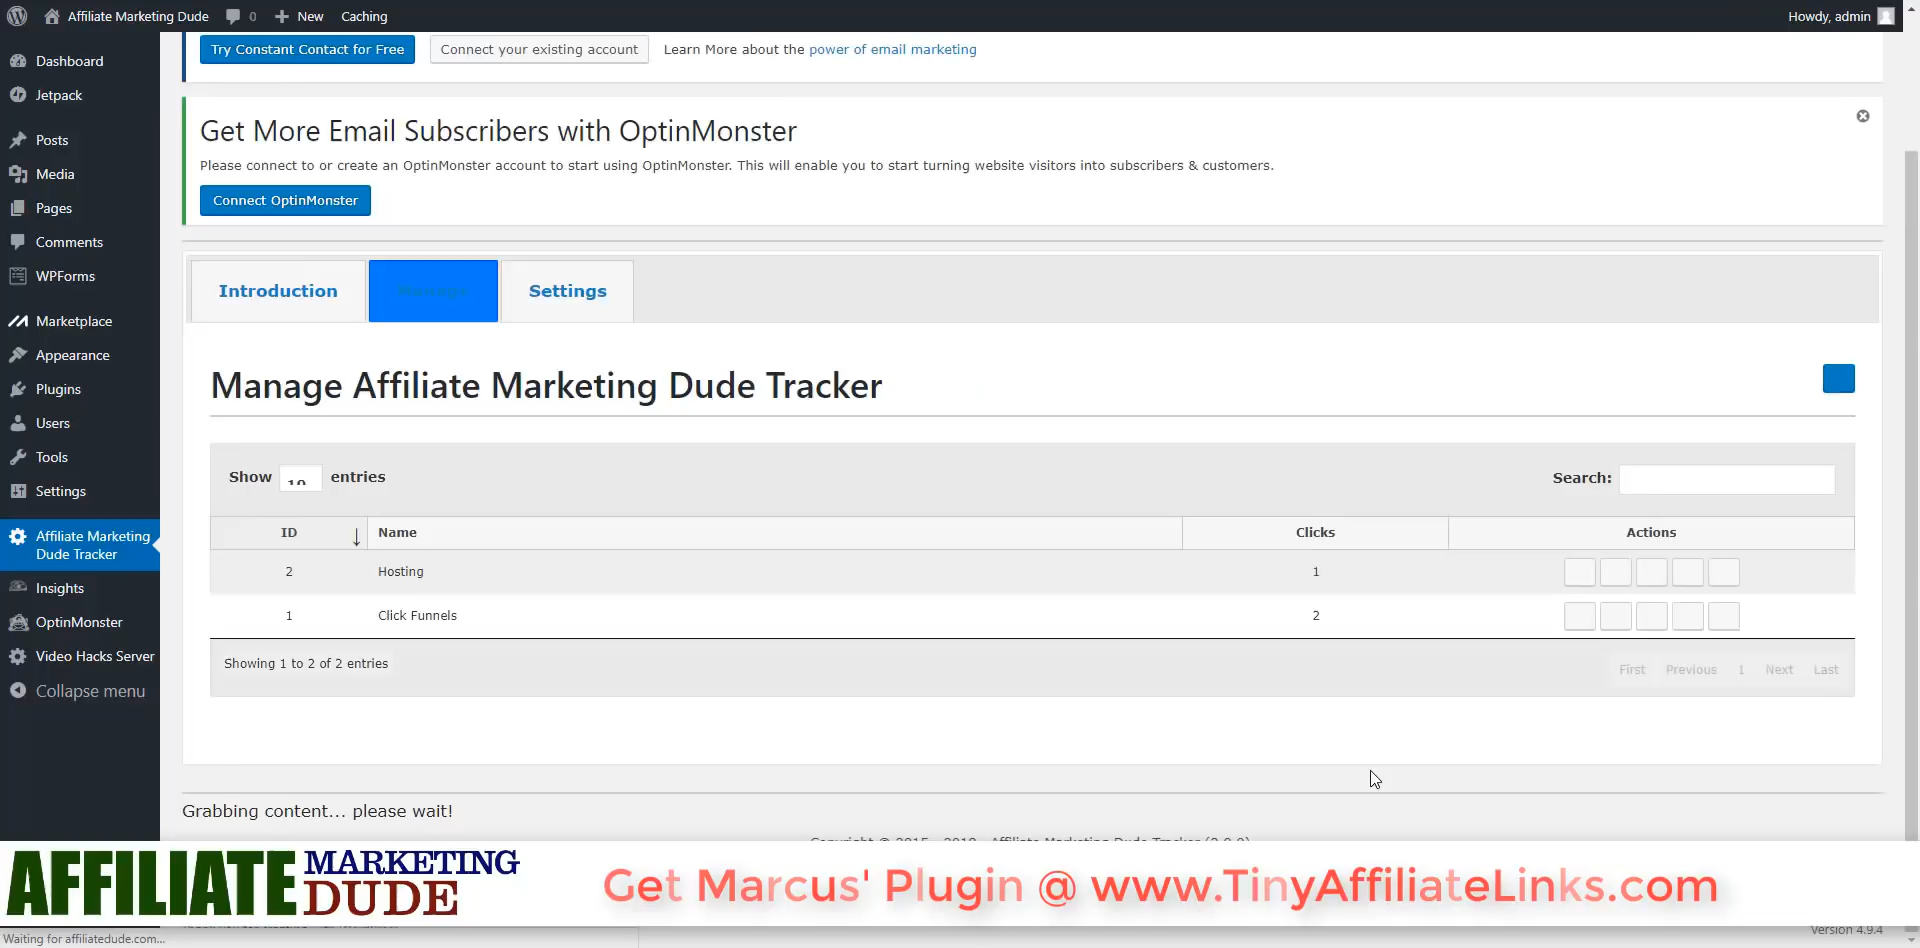 Affiliate Marketing Dude 0 New Caching Howdy, admin
Dashboard
Jetpack
Posts
Media
Pages
Comments
WPForms
Marketplace
Appearance
Plugins
Users
Tools
Settings
Affiliate Marketing
Dude Tracker
Insights
OptinMonster
Video Hacks Server
Collapse menu
Try Constant Contact for Free Connect your existing account Learn More about the power of email marketing
Get More Email Subscribers with OptinMonster
Please connect to or create an OptinMonster account to start using OptinMonster. This will enable you to start turning website visitors into subscribers & customers.
Connect OptinMonster
Introduction Manage Settings
Manage Affiliate Marketing Dude Tracker
Show 10 entries Search:
ID Name Clicks Actions
2 Hosting 1
1 Click Funnels 2
Showing 1 to 2 of 2 entries First Previous 1 Next Last
Grabbing content... please wait!
AFFILIATE MARKETING
DUDE
Get Marcus' Plugin @ www.TinyAffiliateLinks.com
Waiting for affiliatedude.com... Version 4.9.4